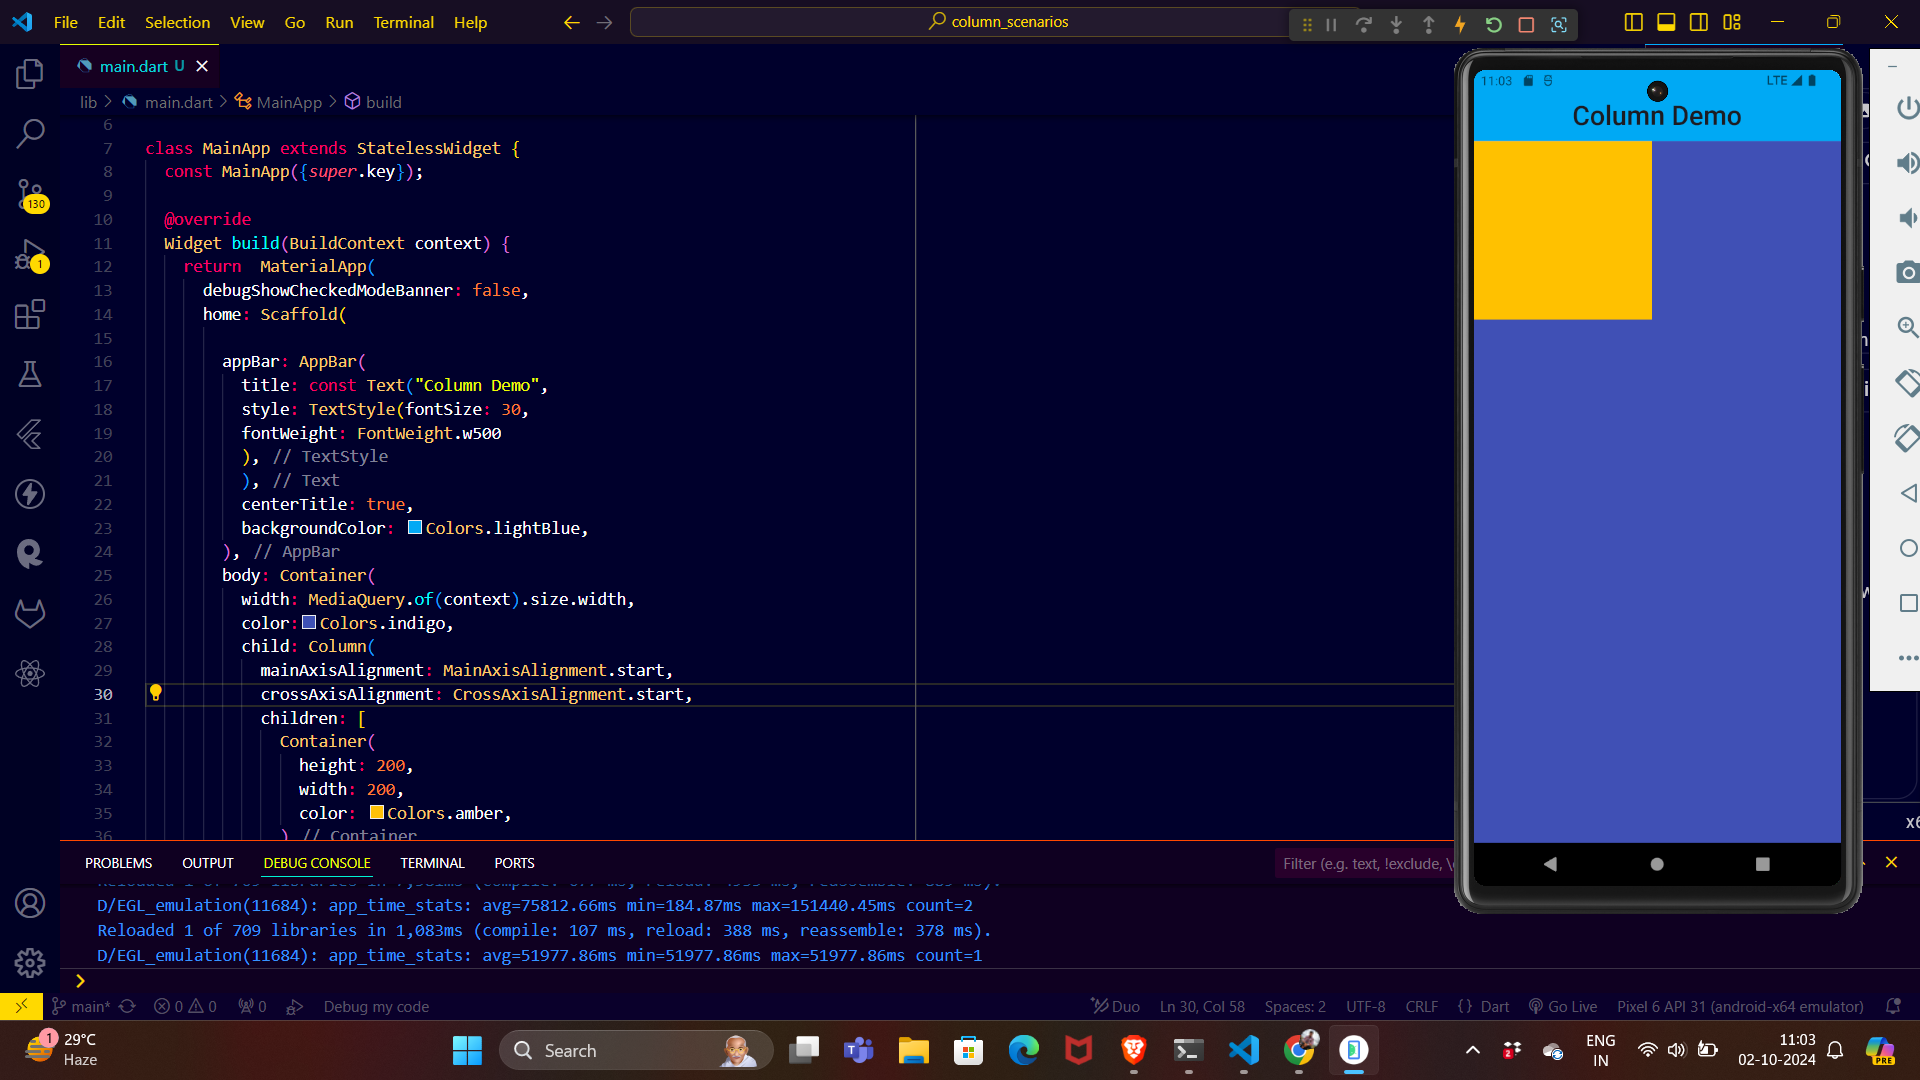 File Edit Selection View Go Run Terminal Help
column_scenarios
main.dart U
lib > main.dart > MainApp > build
6
7 class MainApp extends StatelessWidget {
8 const MainApp({super.key});
9
10 @override
11 Widget build(BuildContext context) {
12 return  MaterialApp(
13 debugShowCheckedModeBanner: false,
14 home: Scaffold(
15
16 appBar: AppBar(
17 title: const Text("Column Demo",
18 style: TextStyle(fontSize: 30,
19 fontWeight: FontWeight.w500
20 ), // TextStyle
21 ), // Text
22 centerTitle: true,
23 backgroundColor: Colors.lightBlue,
24 ), // AppBar
25 body: Container(
26 width: MediaQuery.of(context).size.width,
27 color: Colors.indigo,
28 child: Column(
29 mainAxisAlignment: MainAxisAlignment.start,
30 crossAxisAlignment: CrossAxisAlignment.start,
31 children: [
32 Container(
33 height: 200,
34 width: 200,
35 color: Colors.amber,
36 ) // Container
130
1
11:03 LTE
Column Demo
PROBLEMS OUTPUT DEBUG CONSOLE TERMINAL PORTS
Filter (e.g. text, !exclude, \
D/EGL_emulation(11684): app_time_stats: avg=75812.66ms min=184.87ms max=151440.45ms count=2
Reloaded 1 of 709 libraries in 1,083ms (compile: 107 ms, reload: 388 ms, reassemble: 378 ms).
D/EGL_emulation(11684): app_time_stats: avg=51977.86ms min=51977.86ms max=51977.86ms count=1
>
main* 0 0 0 Debug my code
Duo Ln 30, Col 58 Spaces: 2 UTF-8 CRLF {} Dart Go Live Pixel 6 API 31 (android-x64 emulator)
1
29°C
Haze
Search
2
ENG
IN
11:03
02-10-2024
PRE